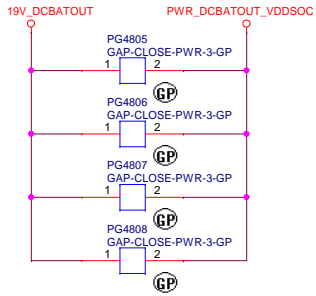 19V_DCBATOUT PWR_DCBATOUT_VDDSOC
PG4805
GAP-CLOSE-PWR-3-GP
1 2
GP
PG4806
GAP-CLOSE-PWR-3-GP
1 2
GP
PG4807
GAP-CLOSE-PWR-3-GP
1 2
GP
PG4808
GAP-CLOSE-PWR-3-GP
1 2
GP